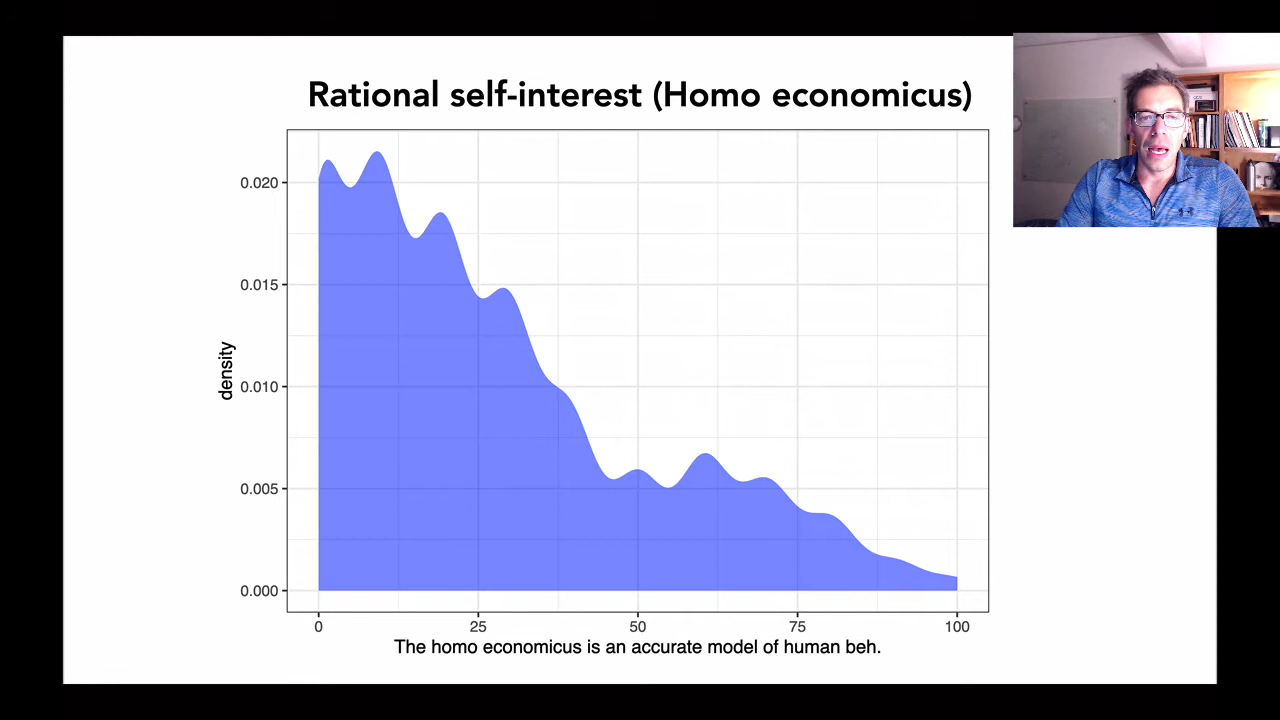 Rational self-interest (Homo economicus)
0.020
0.015
0.010
0.005
0.000
density
0 25 50 75 100
The homo economicus is an accurate model of human beh.